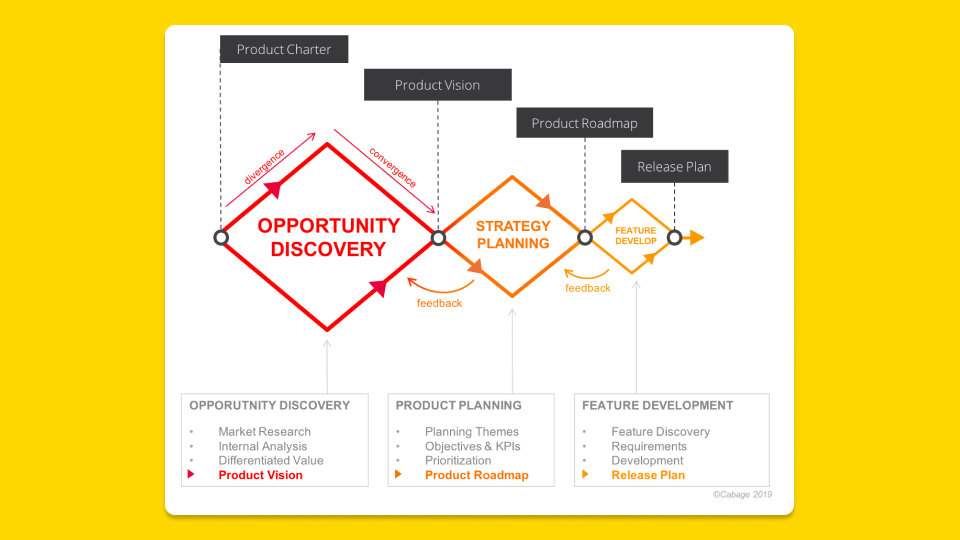 Product Charter
Product Vision
Product Roadmap
Release Plan
divergence
convergence
OPPORTUNITY
DISCOVERY
STRATEGY
PLANNING
FEATURE
DEVELOP
feedback
feedback
OPPORUTNITY DISCOVERY
• Market Research
• Internal Analysis
• Differentiated Value
Product Vision
PRODUCT PLANNING
• Planning Themes
• Objectives & KPIs
• Prioritization
Product Roadmap
FEATURE DEVELOPMENT
• Feature Discovery
• Requirements
• Development
Release Plan
©Cabage 2019